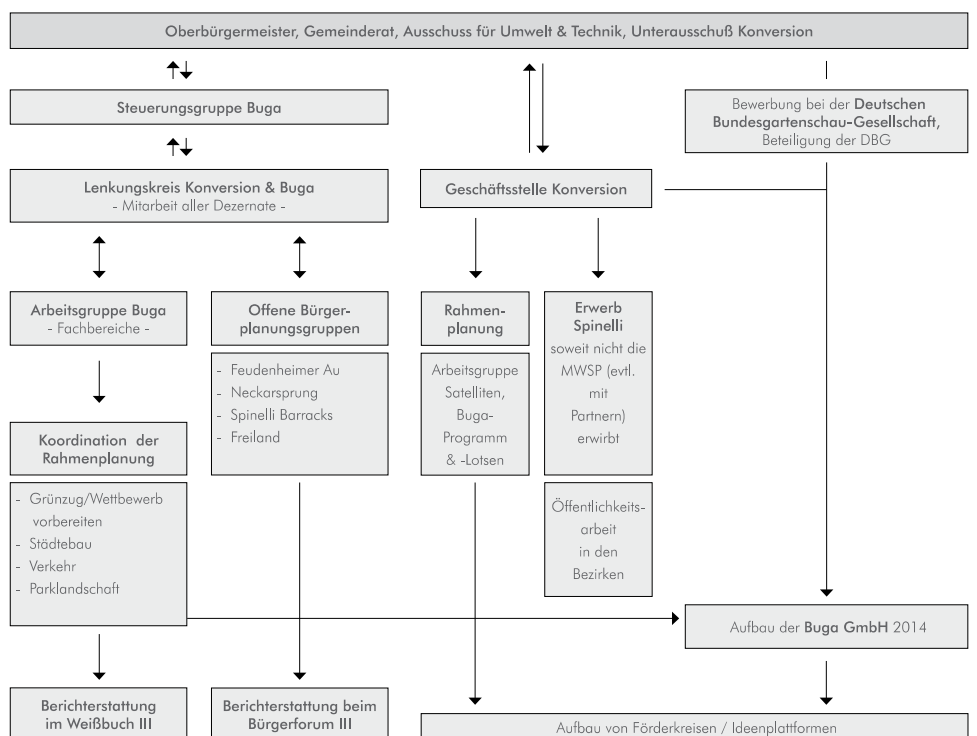 Oberbürgermeister, Gemeinderat, Ausschuss für Umwelt & Technik, Unterausschuß Konversion
Steuerungsgruppe Buga
Bewerbung bei der Deutschen
Bundesgartenschau-Gesellschaft,
Beteiligung der DBG
Lenkungskreis Konversion & Buga
- Mitarbeit aller Dezernate -
Geschäftsstelle Konversion
Arbeitsgruppe Buga
- Fachbereiche -
Offene Bürger-
planungsgruppen
- Feudenheimer Au
- Neckarsprung
- Spinelli Barracks
- Freiland
Rahmen-
planung
Arbeitsgruppe
Satelliten,
Buga-
Programm
& -Lotsen
Erwerb
Spinelli
soweit nicht die
MWSP (evtl.
mit
Partnern)
erwirbt
Öffentlichkeits-
arbeit
in den
Bezirken
Koordination der
Rahmenplanung
- Grünzug/Wettbewerb
vorbereiten
- Städtebau
- Verkehr
- Parklandschaft
Aufbau der Buga GmbH 2014
Berichterstattung
im Weißbuch III
Berichterstattung beim
Bürgerforum III
Aufbau von Förderkreisen / Ideenplattformen